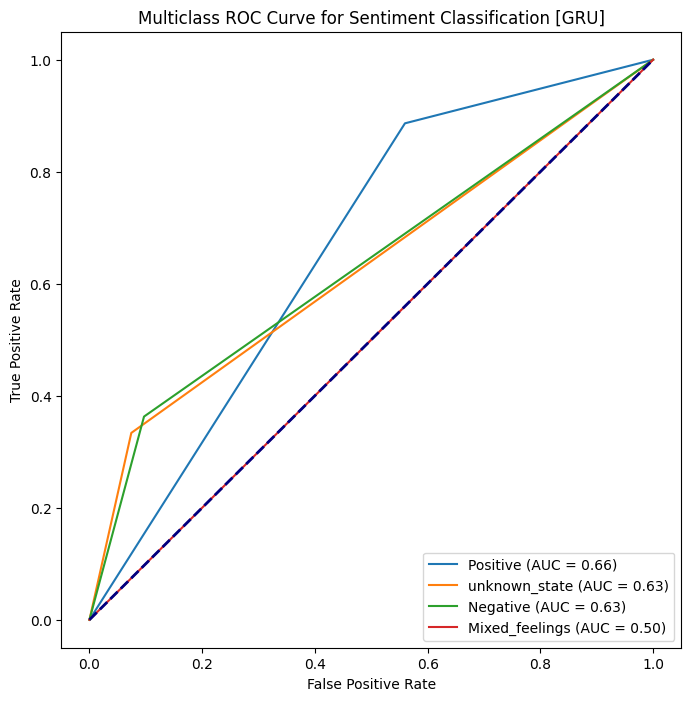 Multiclass ROC Curve for Sentiment Classification [GRU]
True Positive Rate
1.0
0.8
0.6
0.4
0.2
0.0
Positive (AUC = 0.66)
unknown_state (AUC = 0.63)
Negative (AUC = 0.63)
Mixed_feelings (AUC = 0.50)
0.0 0.2 0.4 0.6 0.8 1.0
False Positive Rate